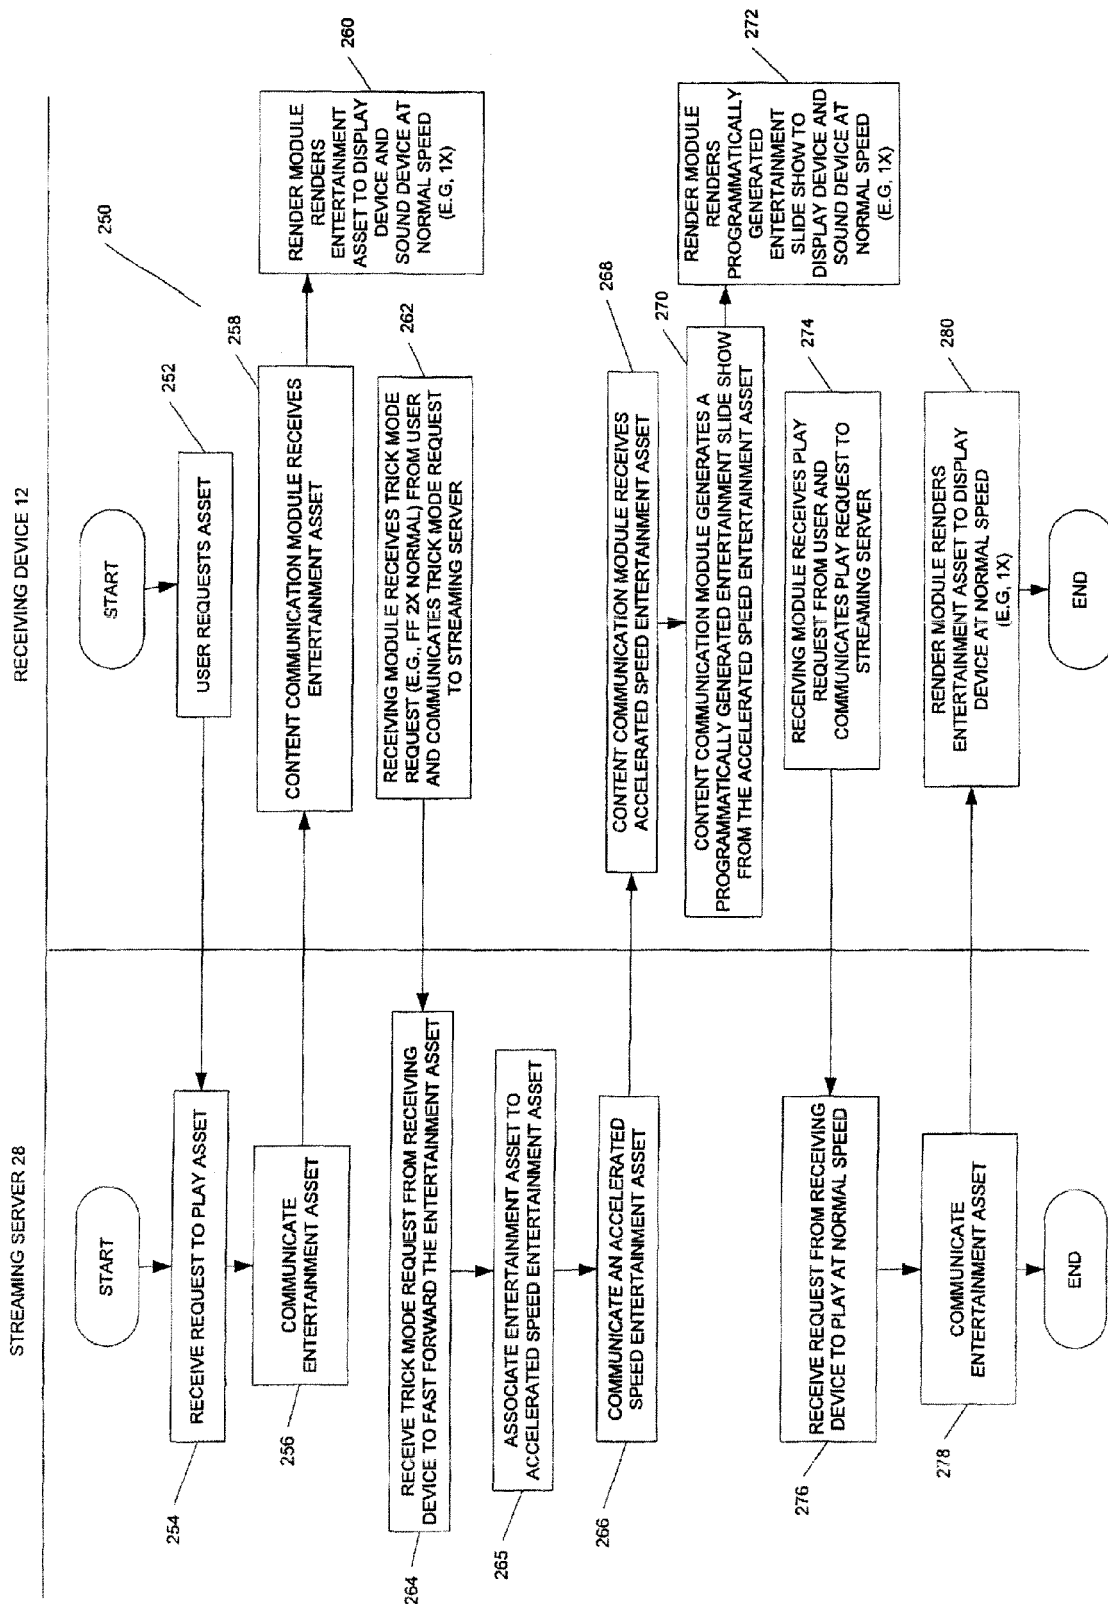 STREAMING SERVER 28
RECEIVING DEVICE 12
START
START
250
252
USER REQUESTS ASSET
RECEIVE REQUEST TO PLAY ASSET
254
COMMUNICATE
ENTERTAINMENT ASSET
256
258
CONTENT COMMUNICATION MODULE RECEIVES
ENTERTAINMENT ASSET
260
RENDER MODULE
RENDERS
ENTERTAINMENT
ASSET TO DISPLAY
DEVICE AND
SOUND DEVICE AT
NORMAL SPEED
(E.G, 1X)
262
RECEIVING MODULE RECEIVES TRICK MODE
REQUEST (E.G., FF 2X NORMAL) FROM USER
AND COMMUNICATES TRICK MODE REQUEST
TO STREAMING SERVER
RECEIVE TRICK MODE REQUEST FROM RECEIVING
DEVICE TO FAST FORWARD THE ENTERTAINMENT ASSET
264
ASSOCIATE ENTERTAINMENT ASSET TO
ACCELERATED SPEED ENTERTAINMENT ASSET
265
COMMUNICATE AN ACCELERATED
SPEED ENTERTAINMENT ASSET
266
268
CONTENT COMMUNICATION MODULE RECEIVES
ACCELERATED SPEED ENTERTAINMENT ASSET
270
CONTENT COMMUNICATION MODULE GENERATES A
PROGRAMMATICALLY GENERATED ENTERTAINMENT SLIDE SHOW
FROM THE ACCELERATED SPEED ENTERTAINMENT ASSET
272
RENDER MODULE
RENDERS
PROGRAMMATICALLY
GENERATED
ENTERTAINMENT
SLIDE SHOW TO
DISPLAY DEVICE AND
SOUND DEVICE AT
NORMAL SPEED
(E.G, 1X)
274
RECEIVING MODULE RECEIVES PLAY
REQUEST FROM USER AND
COMMUNICATES PLAY REQUEST TO
STREAMING SERVER
RECEIVE REQUEST FROM RECEIVING
DEVICE TO PLAY AT NORMAL SPEED
276
COMMUNICATE
ENTERTAINMENT ASSET
278
280
RENDER MODULE RENDERS
ENTERTAINMENT ASSET TO DISPLAY
DEVICE AT NORMAL SPEED
(E.G, 1X)
END
END